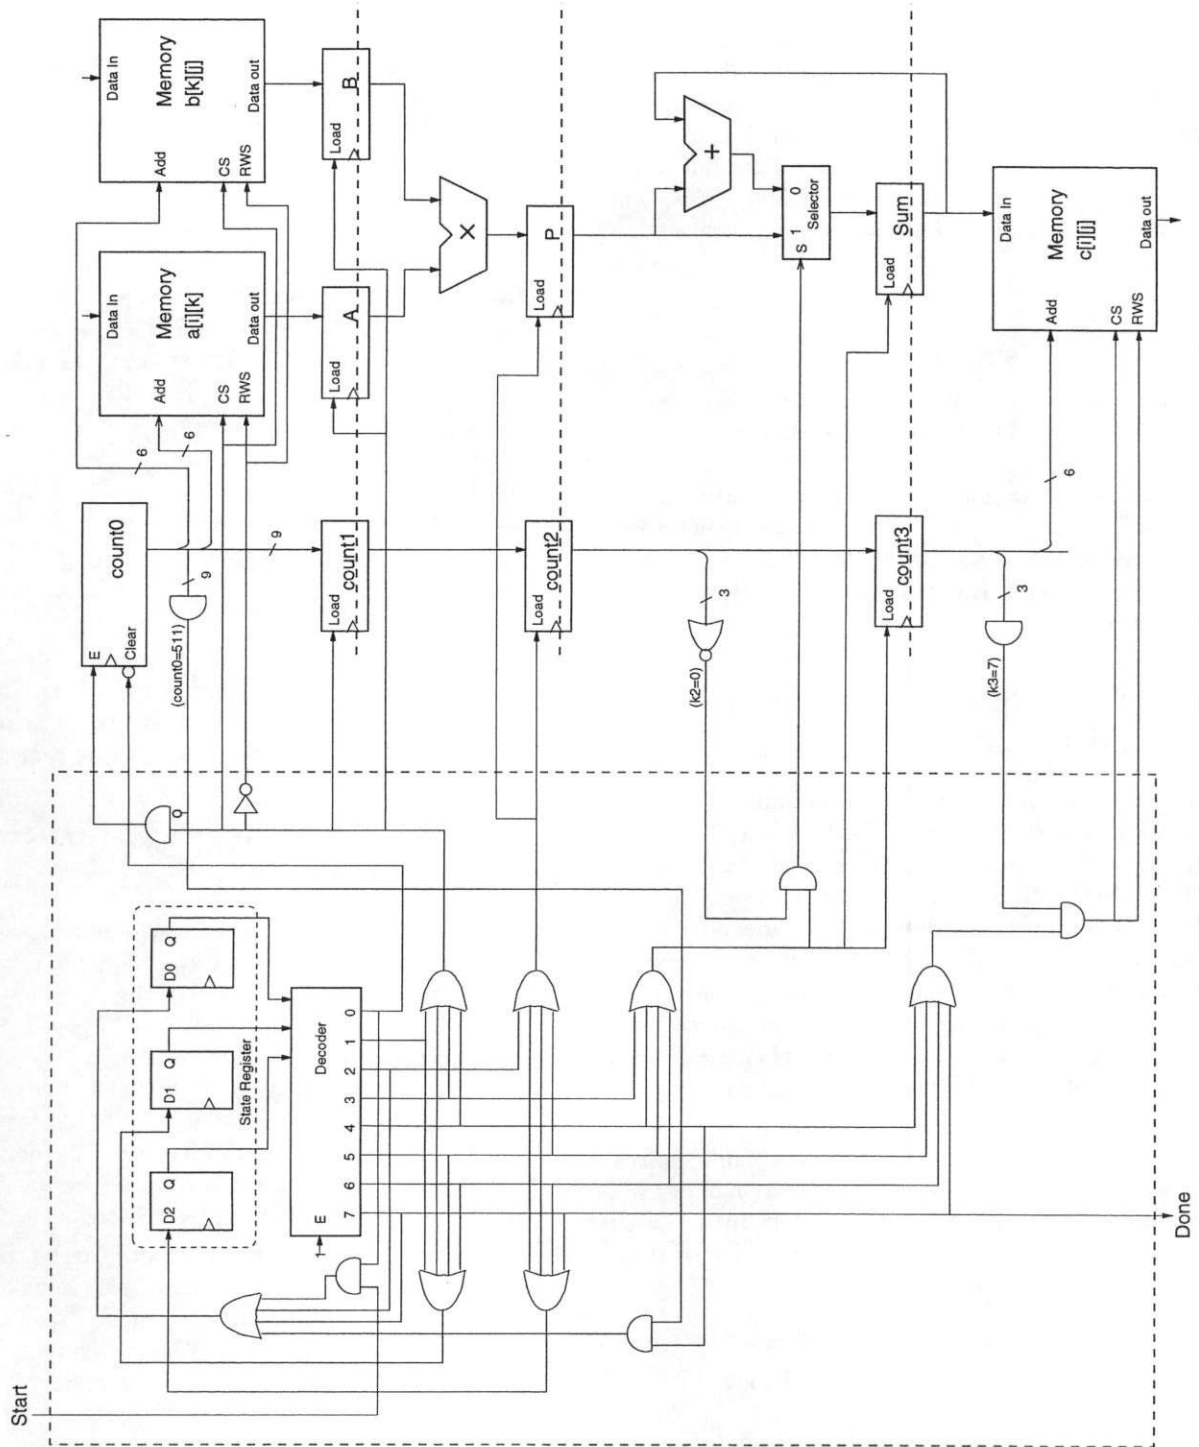 Data In
Memory
b[k][j]
Add
CS
RWS
Data out
Data In
Memory
a[i][k]
Add
CS
RWS
Data out
6
6
count0
E
Clear
9
9
(count0=511)
Load
B
Load
A
Load
count1
×
Load
P
Load
count2
+
S 1 0
Selector
3
(k2=0)
Load
Sum
Load
count3
3
(k3=7)
6
Data In
Memory
c[i][j]
Add
CS
RWS
Data out
D0 Q
D1 Q
D2 Q
State Register
Decoder
E
1
0
1
2
3
4
5
6
7
Start
Done